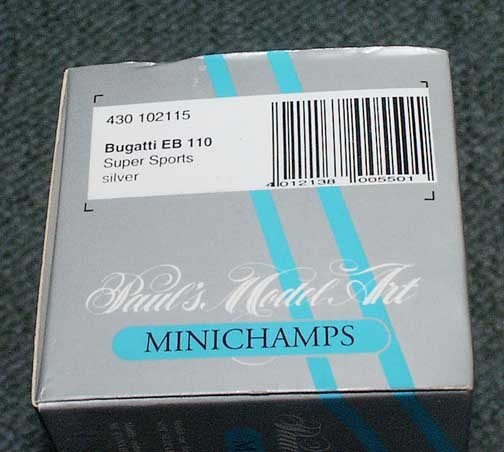 430 102115
Bugatti EB 110
Super Sports
silver
4 012138 005501
Paul's Model Art
MINICHAMPS